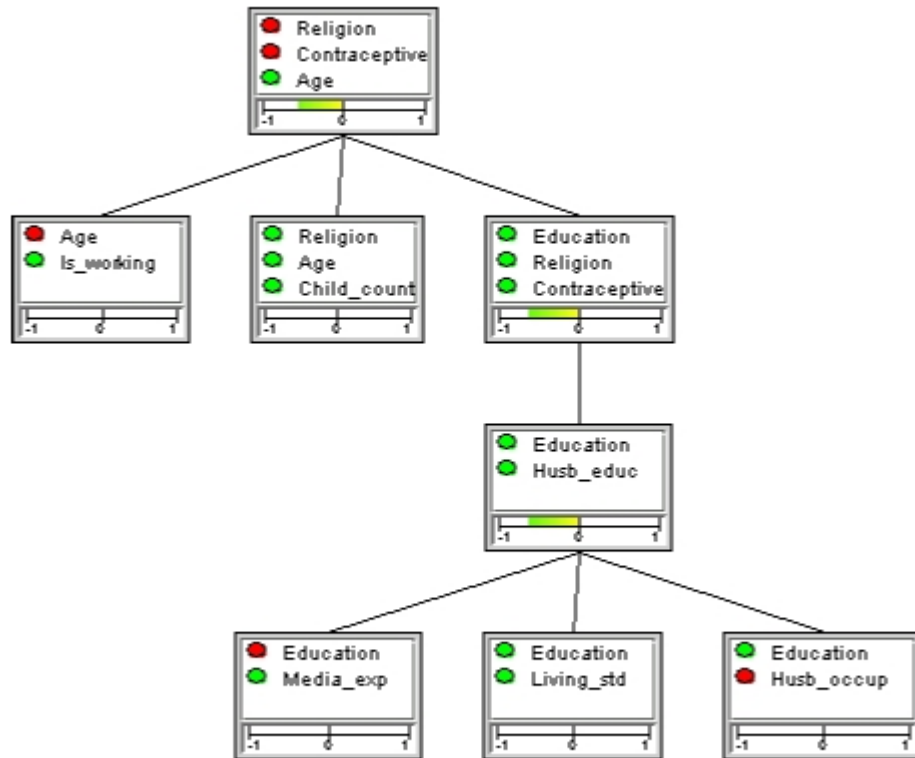 Religion
Contraceptive
Age
-1 0 1
Age
Is_working
-1 0 1
Religion
Age
Child_count
-1 0 1
Education
Religion
Contraceptive
-1 0 1
Education
Husb_educ
-1 0 1
Education
Media_exp
-1 0 1
Education
Living_std
-1 0 1
Education
Husb_occup
-1 0 1